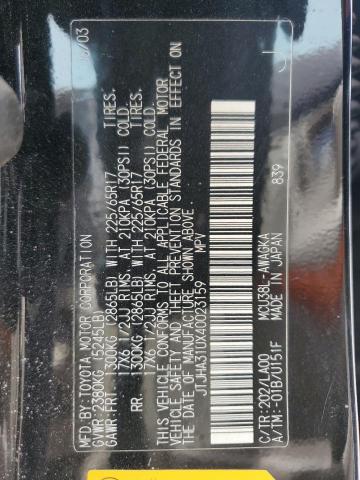 MFD. BY: TOYOTA MOTOR CORPORATION /03
GVWR: 2380KG (5245LB)
GAWR-FRT. 1300KG (2865LB) WITH 225/65R17 TIRES.
17X6 1/2JJ RIMS, AT 210KPA (30PSI) COLD.
RR. 1300KG (2865LB) WITH 225/65R17 TIRES.
17X6 1/2JJ RIMS, AT 210KPA (30PSI) COLD.
THIS VEHICLE CONFORMS TO ALL APPLICABLE FEDERAL MOTOR
VEHICLE SAFETY AND THEFT PREVENTION STANDARDS IN EFFECT ON
THE DATE OF MANUFACTURE SHOWN ABOVE.
JTJHA31UX40023159 MPV
C/TR:202/LA00 MCU38L-AWAGKA
A/TM:-01B/U151F MADE IN JAPAN 839